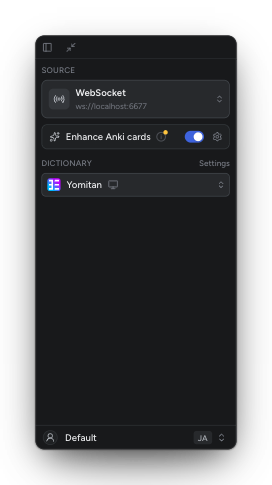 SOURCE
WebSocket
ws://localhost:6677
Enhance Anki cards
DICTIONARY Settings
Yomitan
Default JA